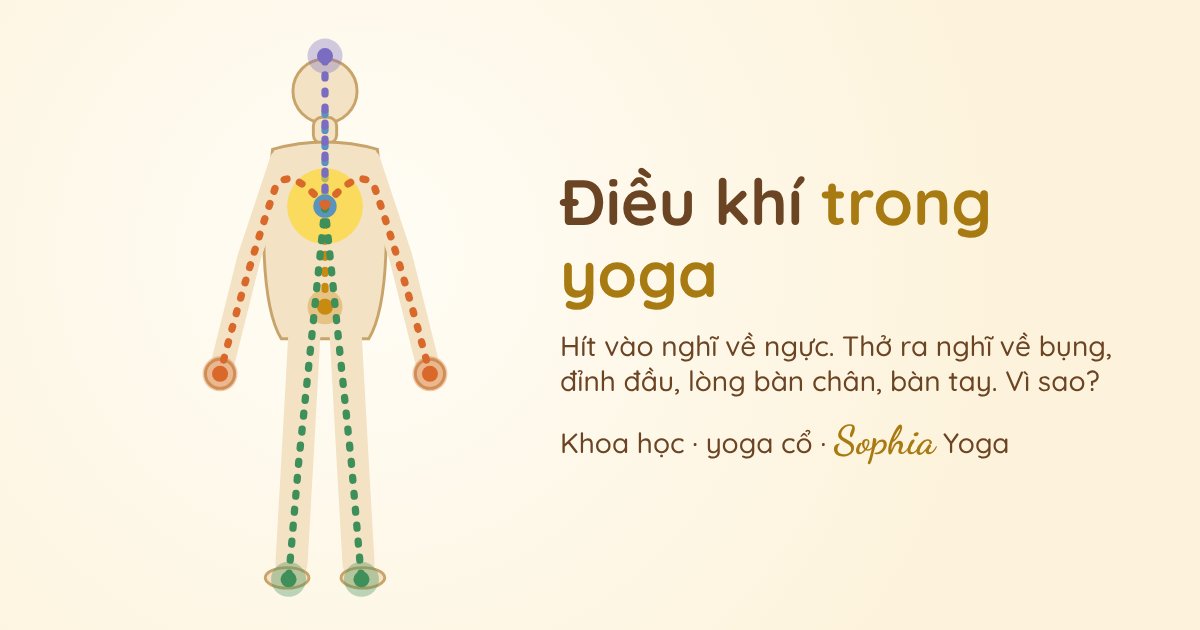 Điều khí trong
yoga
Hít vào nghĩ về ngực. Thở ra nghĩ về bụng,
đỉnh đầu, lòng bàn chân, bàn tay. Vì sao?
Khoa học · yoga cổ · Sophia Yoga